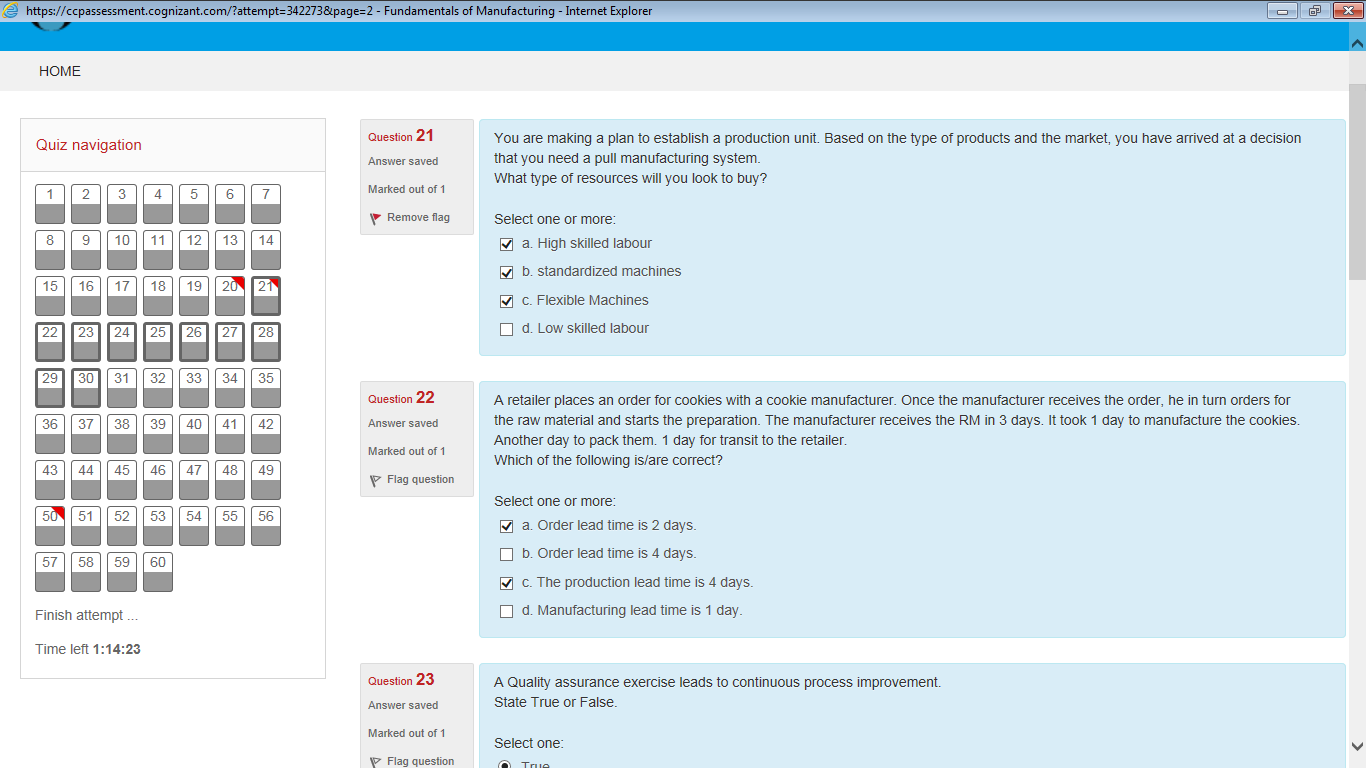 https://ccpassessment.cognizant.com/?attempt=342273&page=2 - Fundamentals of Manufacturing - Internet Explorer
HOME
Quiz navigation
1 2 3 4 5 6 7
8 9 10 11 12 13 14
15 16 17 18 19 20 21
22 23 24 25 26 27 28
29 30 31 32 33 34 35
36 37 38 39 40 41 42
43 44 45 46 47 48 49
50 51 52 53 54 55 56
57 58 59 60
Finish attempt ...
Time left 1:14:23
Question 21
Answer saved
Marked out of 1
Remove flag
You are making a plan to establish a production unit. Based on the type of products and the market, you have arrived at a decision
that you need a pull manufacturing system.
What type of resources will you look to buy?
Select one or more:
a. High skilled labour
b. standardized machines
c. Flexible Machines
d. Low skilled labour
Question 22
Answer saved
Marked out of 1
Flag question
A retailer places an order for cookies with a cookie manufacturer. Once the manufacturer receives the order, he in turn orders for
the raw material and starts the preparation. The manufacturer receives the RM in 3 days. It took 1 day to manufacture the cookies.
Another day to pack them. 1 day for transit to the retailer.
Which of the following is/are correct?
Select one or more:
a. Order lead time is 2 days.
b. Order lead time is 4 days.
c. The production lead time is 4 days.
d. Manufacturing lead time is 1 day.
Question 23
Answer saved
Marked out of 1
Flag question
A Quality assurance exercise leads to continuous process improvement.
State True or False.
Select one:
True